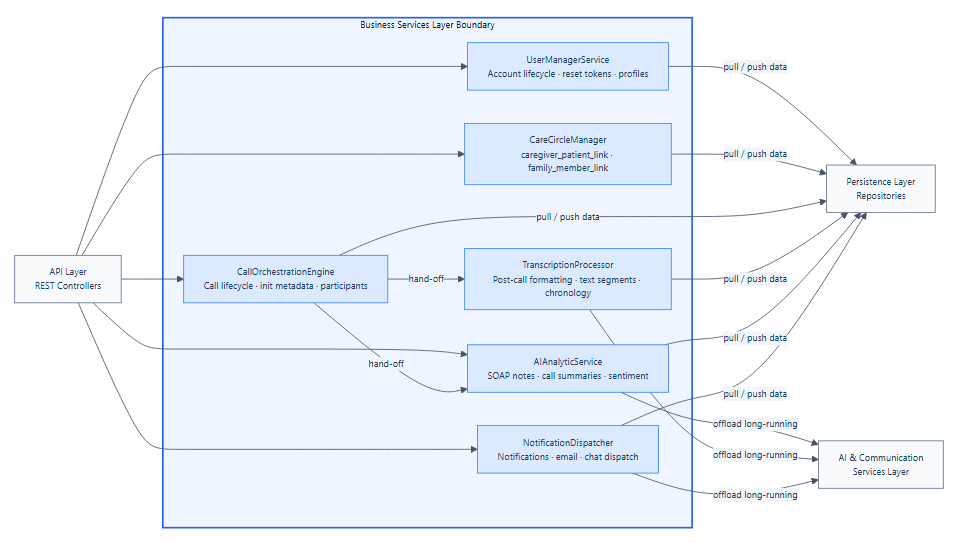 Business Services Layer Boundary
UserManagerService
Account lifecycle · reset tokens · profiles
pull / push data
CareCircleManager
caregiver_patient_link ·
family_member_link
pull / push data
Persistence Layer
Repositories
pull / push data
API Layer
REST Controllers
CallOrchestrationEngine
Call lifecycle · init metadata · participants
hand-off
TranscriptionProcessor
Post-call formatting · text segments ·
chronology
pull / push data
hand-off
AIAnalyticService
SOAP notes · call summaries · sentiment
pull / push data
pull / push data
offload long-running
NotificationDispatcher
Notifications · email · chat dispatch
offload long-running
AI & Communication
Services Layer
offload long-running